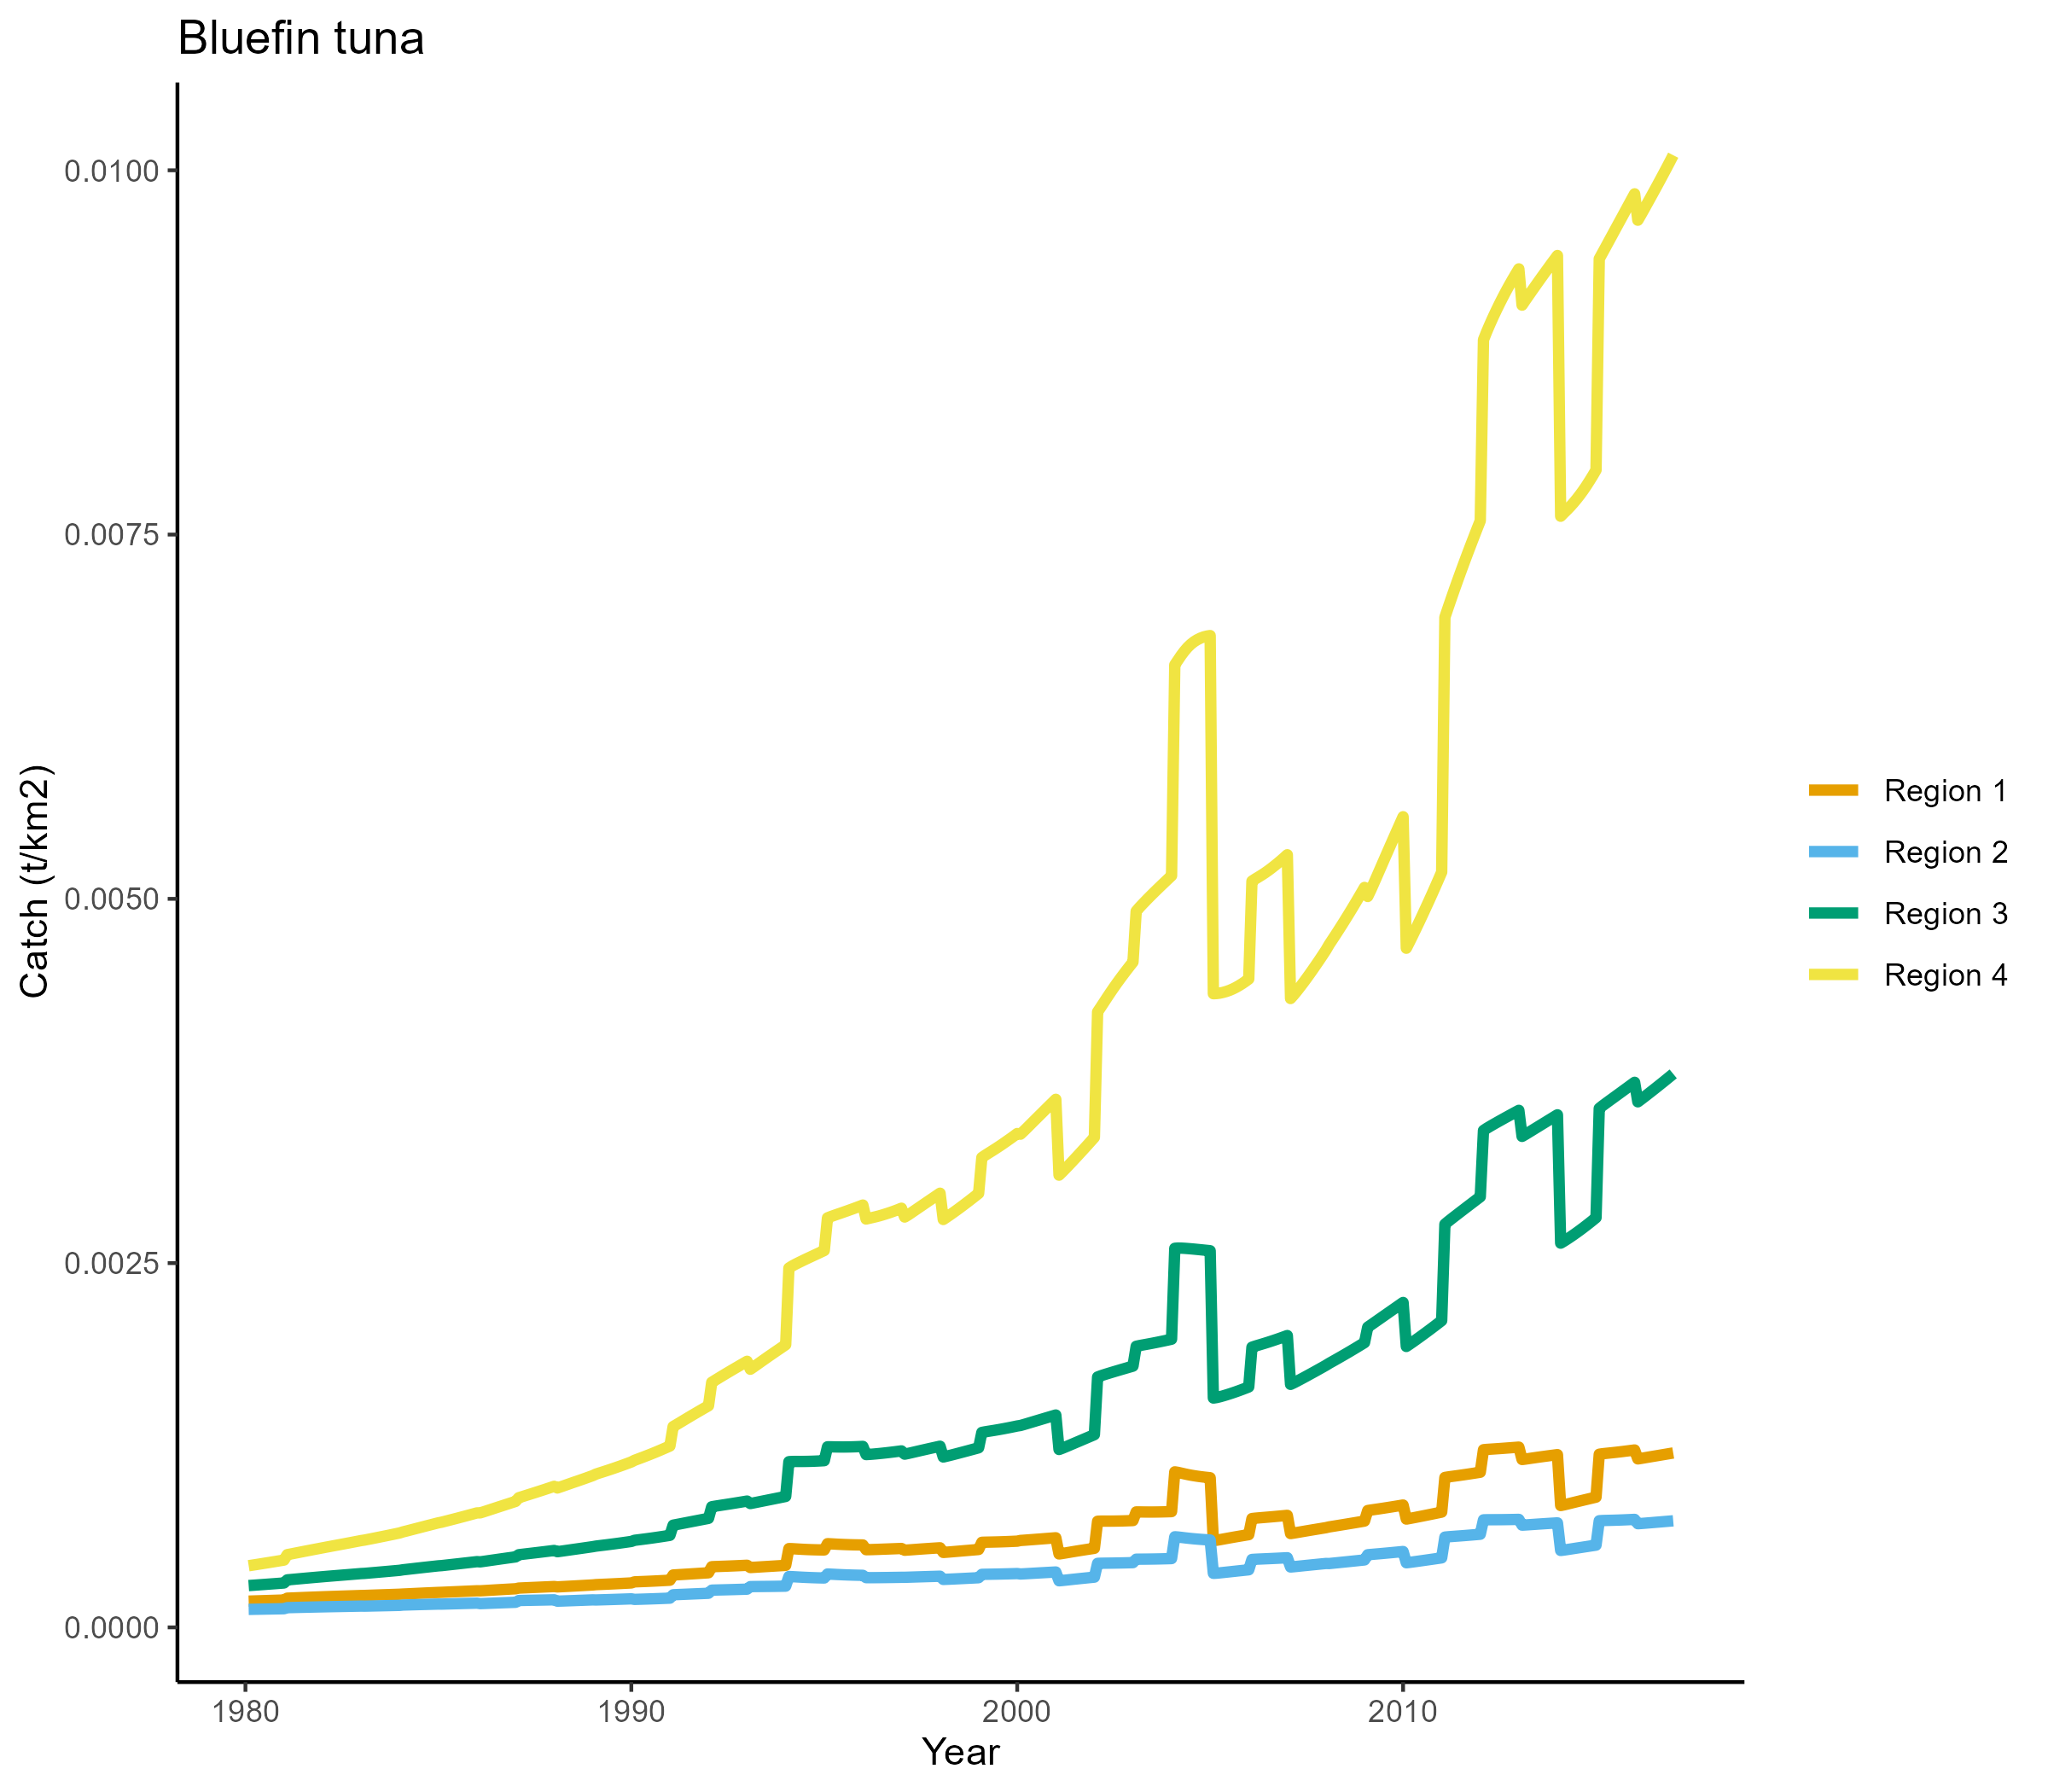 Bluefin tuna
0.0100
0.0075
0.0050
0.0025
0.0000
Catch (t/km2)
1980
1990
2000
2010
Year
Region 1
Region 2
Region 3
Region 4